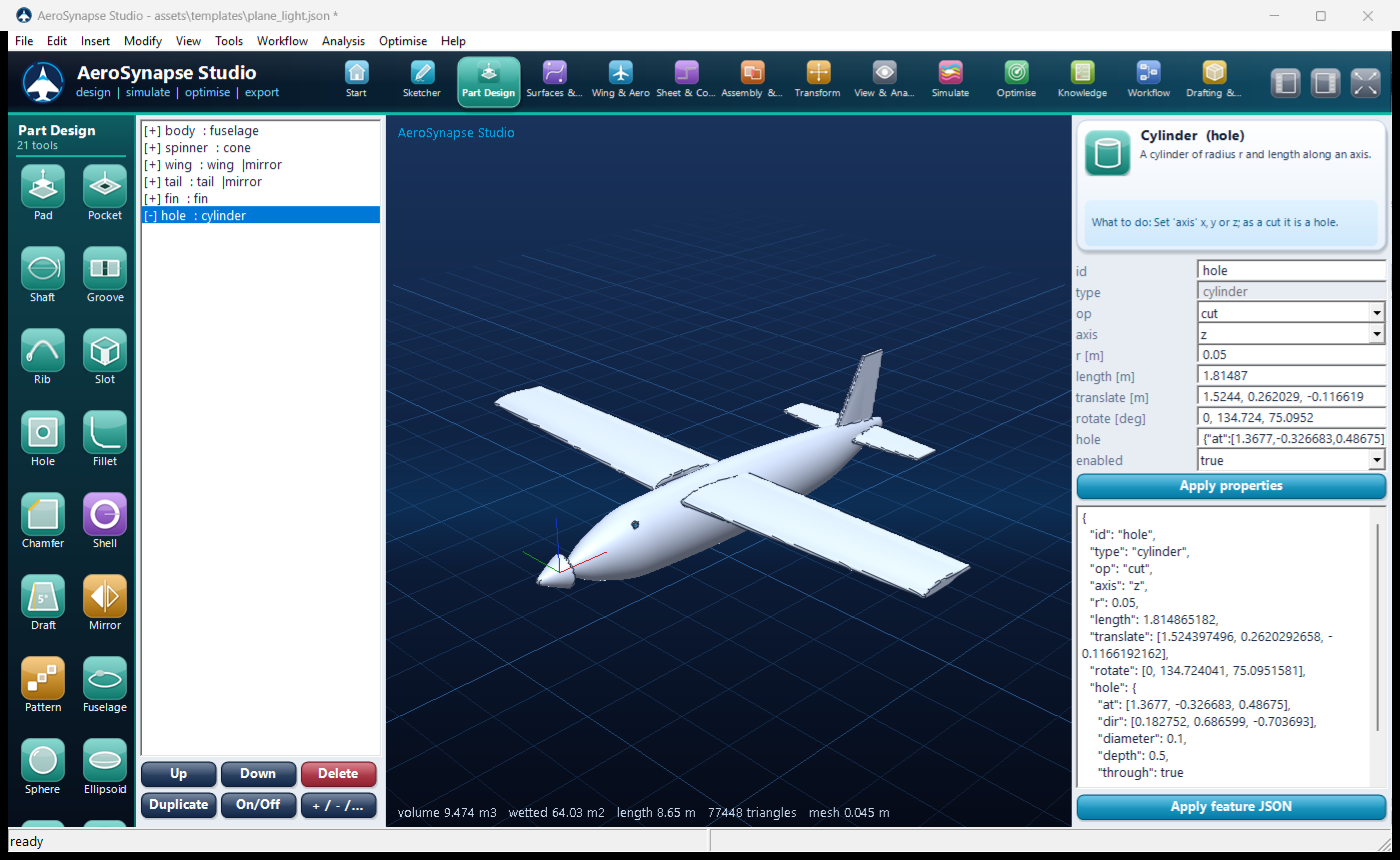 AeroSynapse Studio - assets\templates\plane_light.json *
File Edit Insert Modify View Tools Workflow Analysis Optimise Help
AeroSynapse Studio
design | simulate | optimise | export
Start Sketcher Part Design Surfaces &... Wing & Aero Sheet & Co... Assembly &... Transform View & Ana... Simulate Optimise Knowledge Workflow Drafting &...
Part Design
21 tools
Pad Pocket
Shaft Groove
Rib Slot
Hole Fillet
Chamfer Shell
5°
Draft Mirror
Pattern Fuselage
Sphere Ellipsoid
[+] body : fuselage
[+] spinner : cone
[+] wing : wing |mirror
[+] tail : tail |mirror
[+] fin : fin
[-] hole : cylinder
Up Down Delete
Duplicate On/Off + / - /...
AeroSynapse Studio
volume 9.474 m3 wetted 64.03 m2 length 8.65 m 77448 triangles mesh 0.045 m
Cylinder (hole)
A cylinder of radius r and length along an axis.
What to do: Set 'axis' x, y or z; as a cut it is a hole.
id hole
type cylinder
op cut
axis z
r [m] 0.05
length [m] 1.81487
translate [m] 1.5244, 0.262029, -0.116619
rotate [deg] 0, 134.724, 75.0952
hole {"at":[1.3677,-0.326683,0.48675]
enabled true
Apply properties
{
"id": "hole",
"type": "cylinder",
"op": "cut",
"axis": "z",
"r": 0.05,
"length": 1.814865182,
"translate": [1.524397496, 0.2620292658, -
0.1166192162],
"rotate": [0, 134.724041, 75.0951581],
"hole": {
"at": [1.3677, -0.326683, 0.48675],
"dir": [0.182752, 0.686599, -0.703693],
"diameter": 0.1,
"depth": 0.5,
"through": true
Apply feature JSON
ready